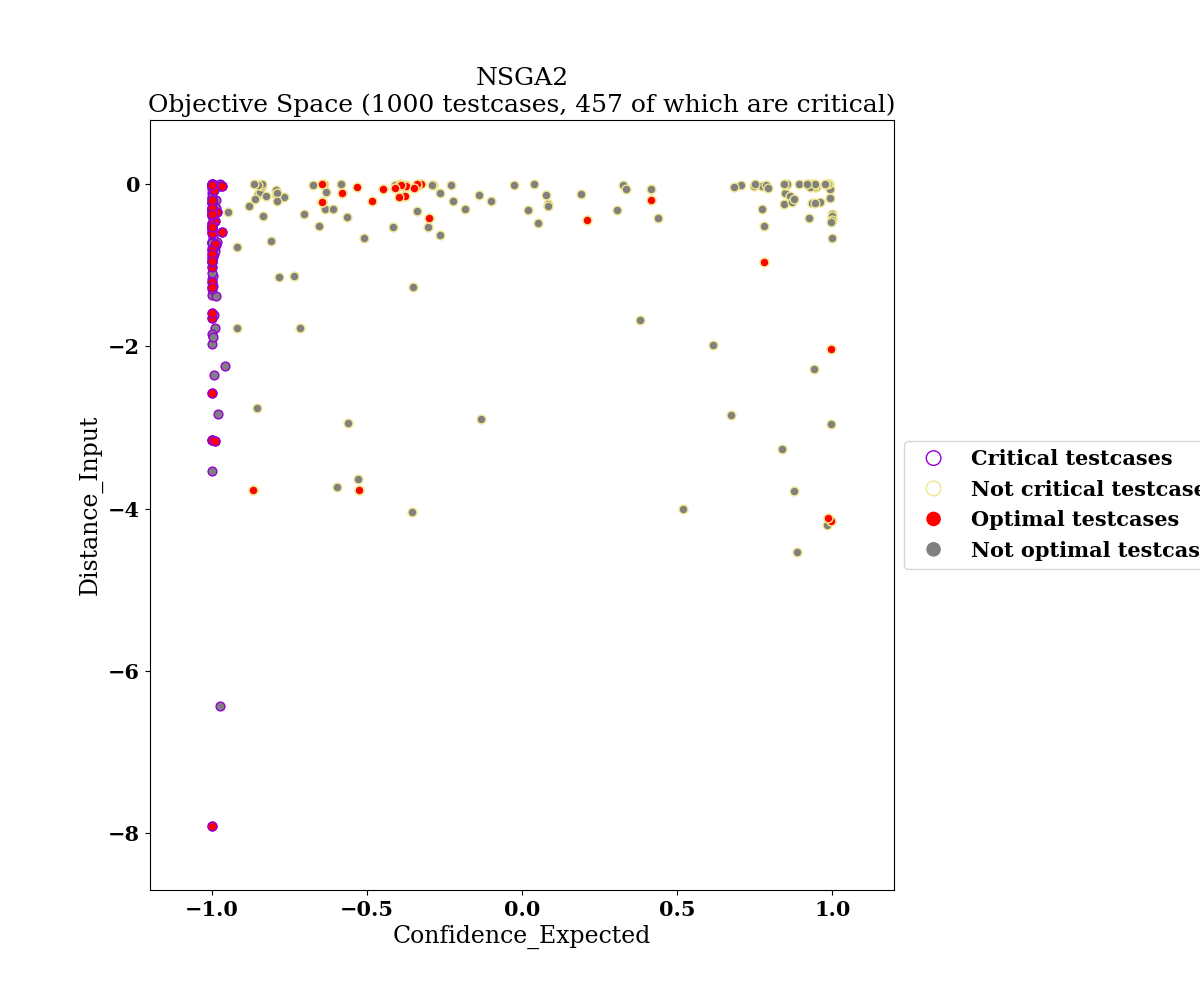 NSGA2
Objective Space (1000 testcases, 457 of which are critical)
0
−2
−4
−6
−8
Distance_Input
−1.0
−0.5
0.0
0.5
1.0
Confidence_Expected
Critical testcases
Not critical testcase
Optimal testcases
Not optimal testcas